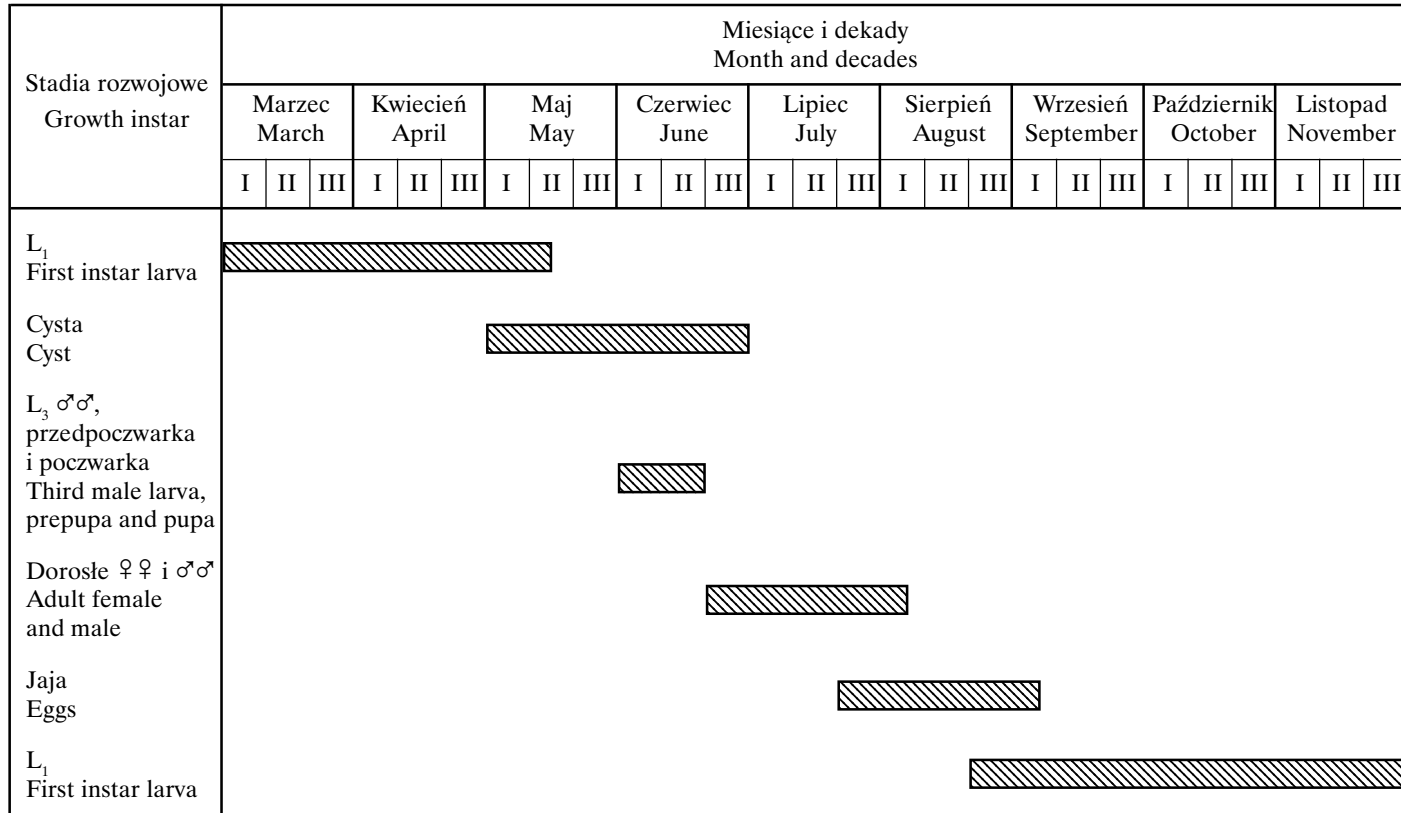 Stadia rozwojowe
Growth instar
Miesiące i dekady
Month and decades
Marzec
March
Kwiecień
April
Maj
May
Czerwiec
June
Lipiec
July
Sierpień
August
Wrzesień
September
Październik
October
Listopad
November
I II III I II III I II III I II III I II III I II III I II III I II III I II III
L₁
First instar larva
Cysta
Cyst
L₃ ♂♂,
przedpoczwarka
i poczwarka
Third male larva,
prepupa and pupa
Dorosłe ♀♀ i ♂♂
Adult female
and male
Jaja
Eggs
L₁
First instar larva